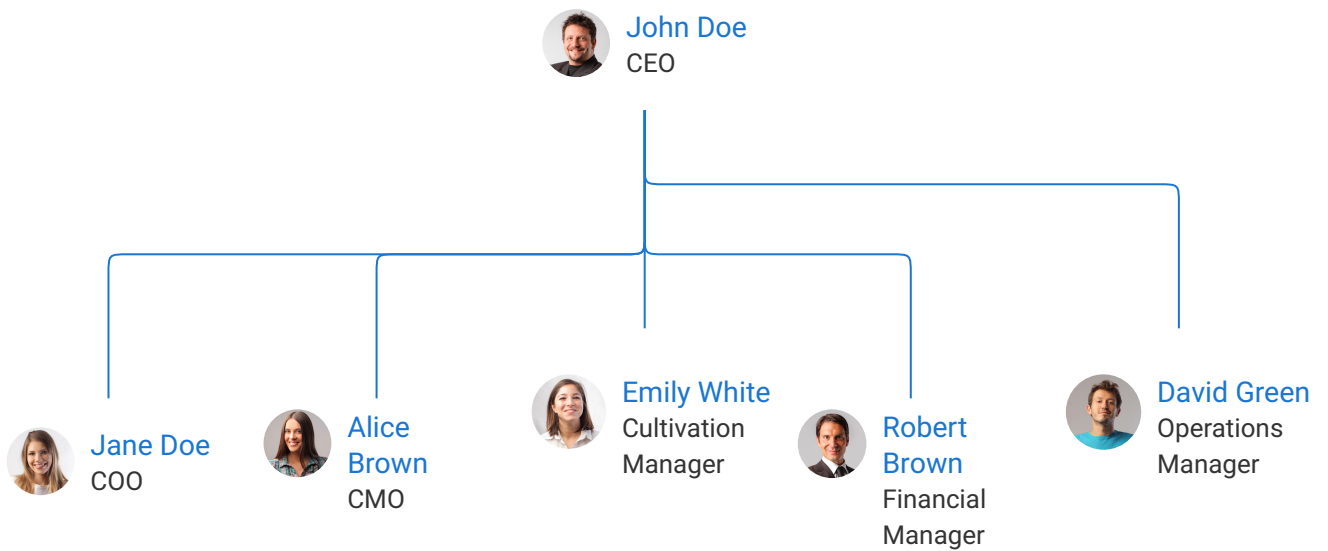 John Doe
CEO
Jane Doe
COO
Alice
Brown
CMO
Emily White
Cultivation
Manager
Robert
Brown
Financial
Manager
David Green
Operations
Manager